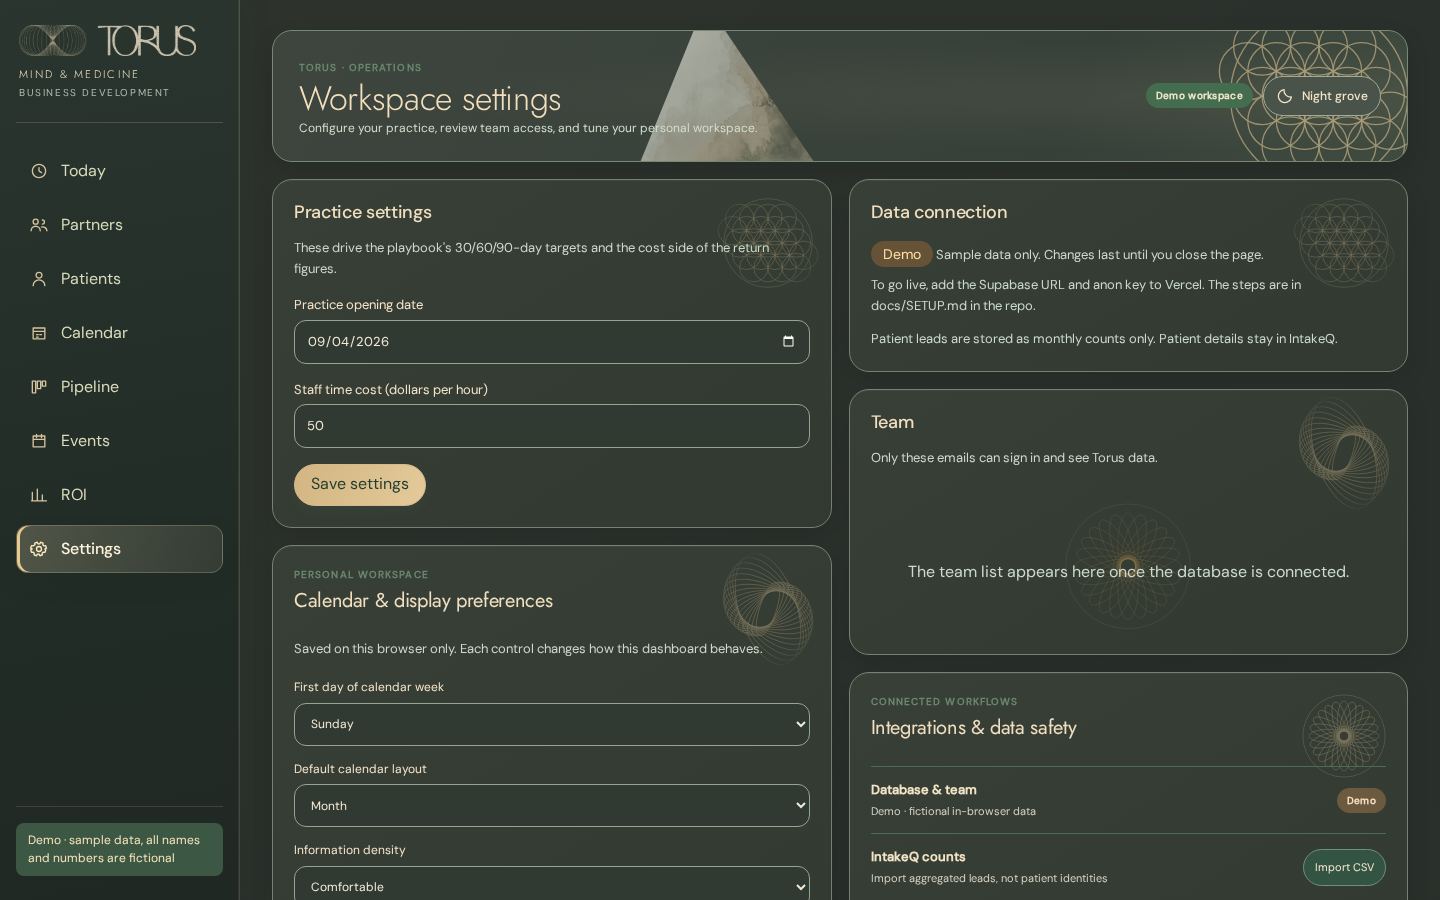 TORUS
MIND & MEDICINE
BUSINESS DEVELOPMENT
Today
Partners
Patients
Calendar
Pipeline
Events
ROI
Settings
Demo · sample data, all names
and numbers are fictional
TORUS · OPERATIONS
Workspace settings
Configure your practice, review team access, and tune your personal workspace.
Demo workspace
Night grove
Practice settings
These drive the playbook's 30/60/90-day targets and the cost side of the return
figures.
Practice opening date
09/04/2026
Staff time cost (dollars per hour)
50
Save settings
PERSONAL WORKSPACE
Calendar & display preferences
Saved on this browser only. Each control changes how this dashboard behaves.
First day of calendar week
Sunday
Default calendar layout
Month
Information density
Comfortable
Data connection
Demo Sample data only. Changes last until you close the page.
To go live, add the Supabase URL and anon key to Vercel. The steps are in
docs/SETUP.md in the repo.
Patient leads are stored as monthly counts only. Patient details stay in IntakeQ.
Team
Only these emails can sign in and see Torus data.
The team list appears here once the database is connected.
CONNECTED WORKFLOWS
Integrations & data safety
Database & team
Demo · fictional in-browser data
Demo
IntakeQ counts
Import aggregated leads, not patient identities
Import CSV